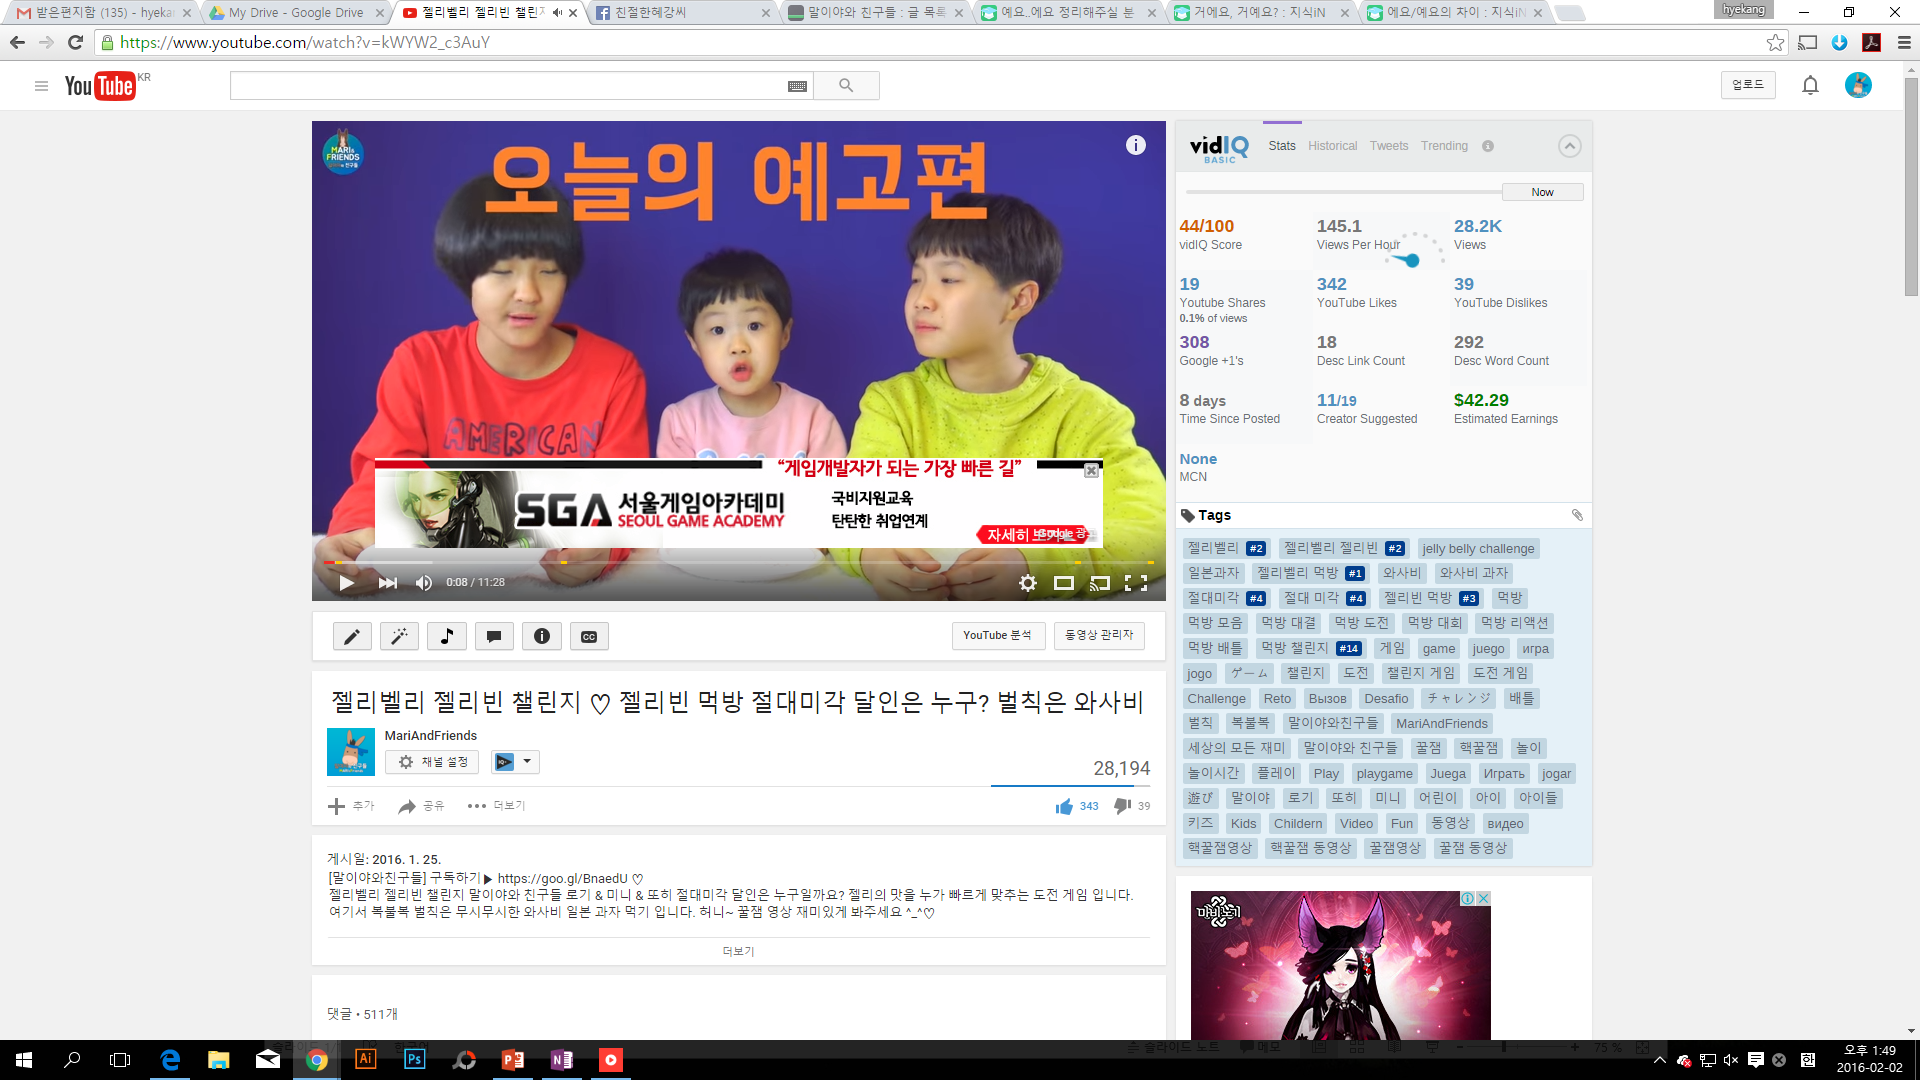 받은편지함 (135) - hyekan
My Drive - Google Drive
젤리벨리 젤리빈 챌린지
친절한혜강씨
말이야와 친구들 : 글 목록
예요..에요 정리해주실 분
거에요, 거예요? : 지식iN
에요/예요의 차이 : 지식iN
hyekang
https://www.youtube.com/watch?v=kWYW2_c3AuY
YouTube KR
업로드
MARI&
FRIENDS
오늘의 예고편
AMERICAN
“게임개발자가 되는 가장 빠른 길”
SGA 서울게임아카데미
SEOUL GAME ACADEMY
국비지원교육
탄탄한 취업연계
자세히 보기
Google 광고
0:08 / 11:28
CC
YouTube 분석
동영상 관리자
젤리벨리 젤리빈 챌린지 ♡ 젤리빈 먹방 절대미각 달인은 누구? 벌칙은 와사비
MariAndFriends
채널 설정
28,194
추가
공유
더보기
343
39
게시일: 2016. 1. 25.
[말이야와친구들] 구독하기▶ https://goo.gl/BnaedU ♡
젤리벨리 젤리빈 챌린지 말이야와 친구들 로기 & 미니 & 또히 절대미각 달인은 누구일까요? 젤리의 맛을 누가 빠르게 맞추는 도전 게임 입니다.
여기서 복불복 벌칙은 무시무시한 와사비 일본 과자 먹기 입니다. 허니~ 꿀잼 영상 재미있게 봐주세요 ^_^♡
더보기
댓글 • 511개
vidIQ
BASIC
Stats Historical Tweets Trending
Now
44/100 145.1 28.2K
vidIQ Score Views Per Hour Views
19 342 39
Youtube Shares YouTube Likes YouTube Dislikes
0.1% of views
308 18 292
Google +1's Desc Link Count Desc Word Count
8 days 11/19 $42.29
Time Since Posted Creator Suggested Estimated Earnings
None
MCN
Tags
젤리벨리 #2 젤리벨리 젤리빈 #2 jelly belly challenge
일본과자 젤리벨리 먹방 #1 와사비 와사비 과자
절대미각 #4 절대 미각 #4 젤리빈 먹방 #3 먹방
먹방 모음 먹방 대결 먹방 도전 먹방 대회 먹방 리액션
먹방 배틀 먹방 챌린지 #14 게임 game juego игра
jogo ゲーム 챌린지 도전 챌린지 게임 도전 게임
Challenge Reto Вызов Desafio チャレンジ 배틀
벌칙 복불복 말이야와친구들 MariAndFriends
세상의 모든 재미 말이야와 친구들 꿀잼 핵꿀잼 놀이
놀이시간 플레이 Play playgame Juega Играть jogar
遊び 말이야 로기 또히 미니 어린이 아이 아이들
키즈 Kids Childern Video Fun 동영상 видео
핵꿀잼영상 핵꿀잼 동영상 꿀잼영상 꿀잼 동영상
마비노기
슬라이드 노트
메모
75 %
한
오후 1:49
2016-02-02